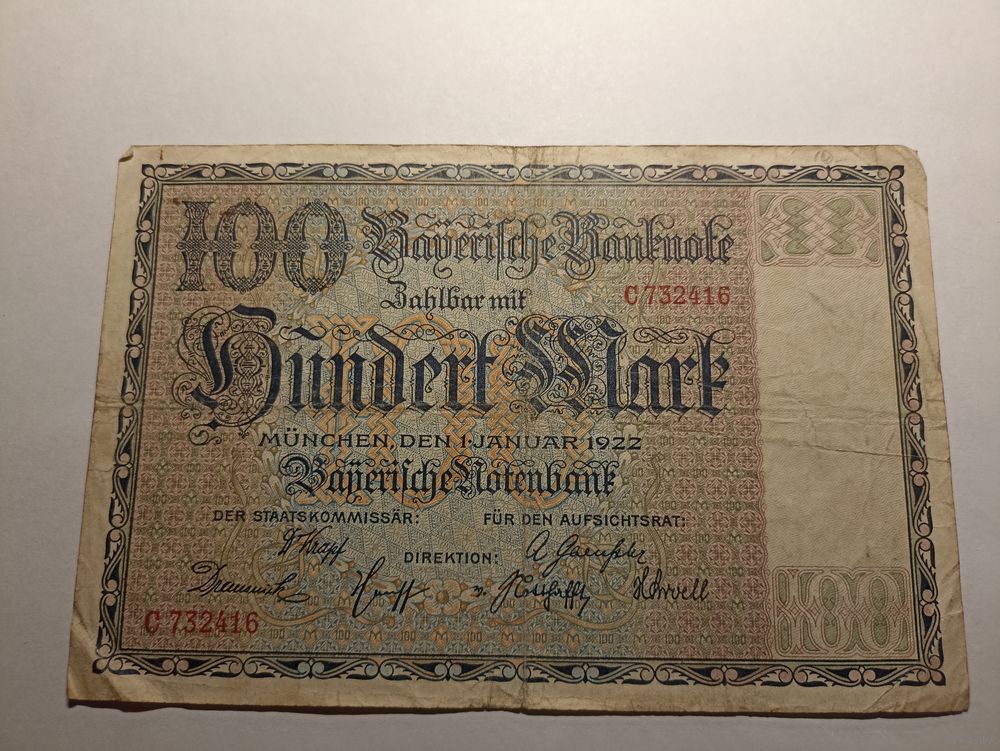 100 Bayerische Banknote
Zahlbar mit
C 732416
Hundert Mark
MÜNCHEN, DEN 1·JANUAR 1922
Bayerische Notenbank
DER STAATSKOMMISSÄR: FÜR DEN AUFSICHTSRAT:
DIREKTION:
C 732416
100